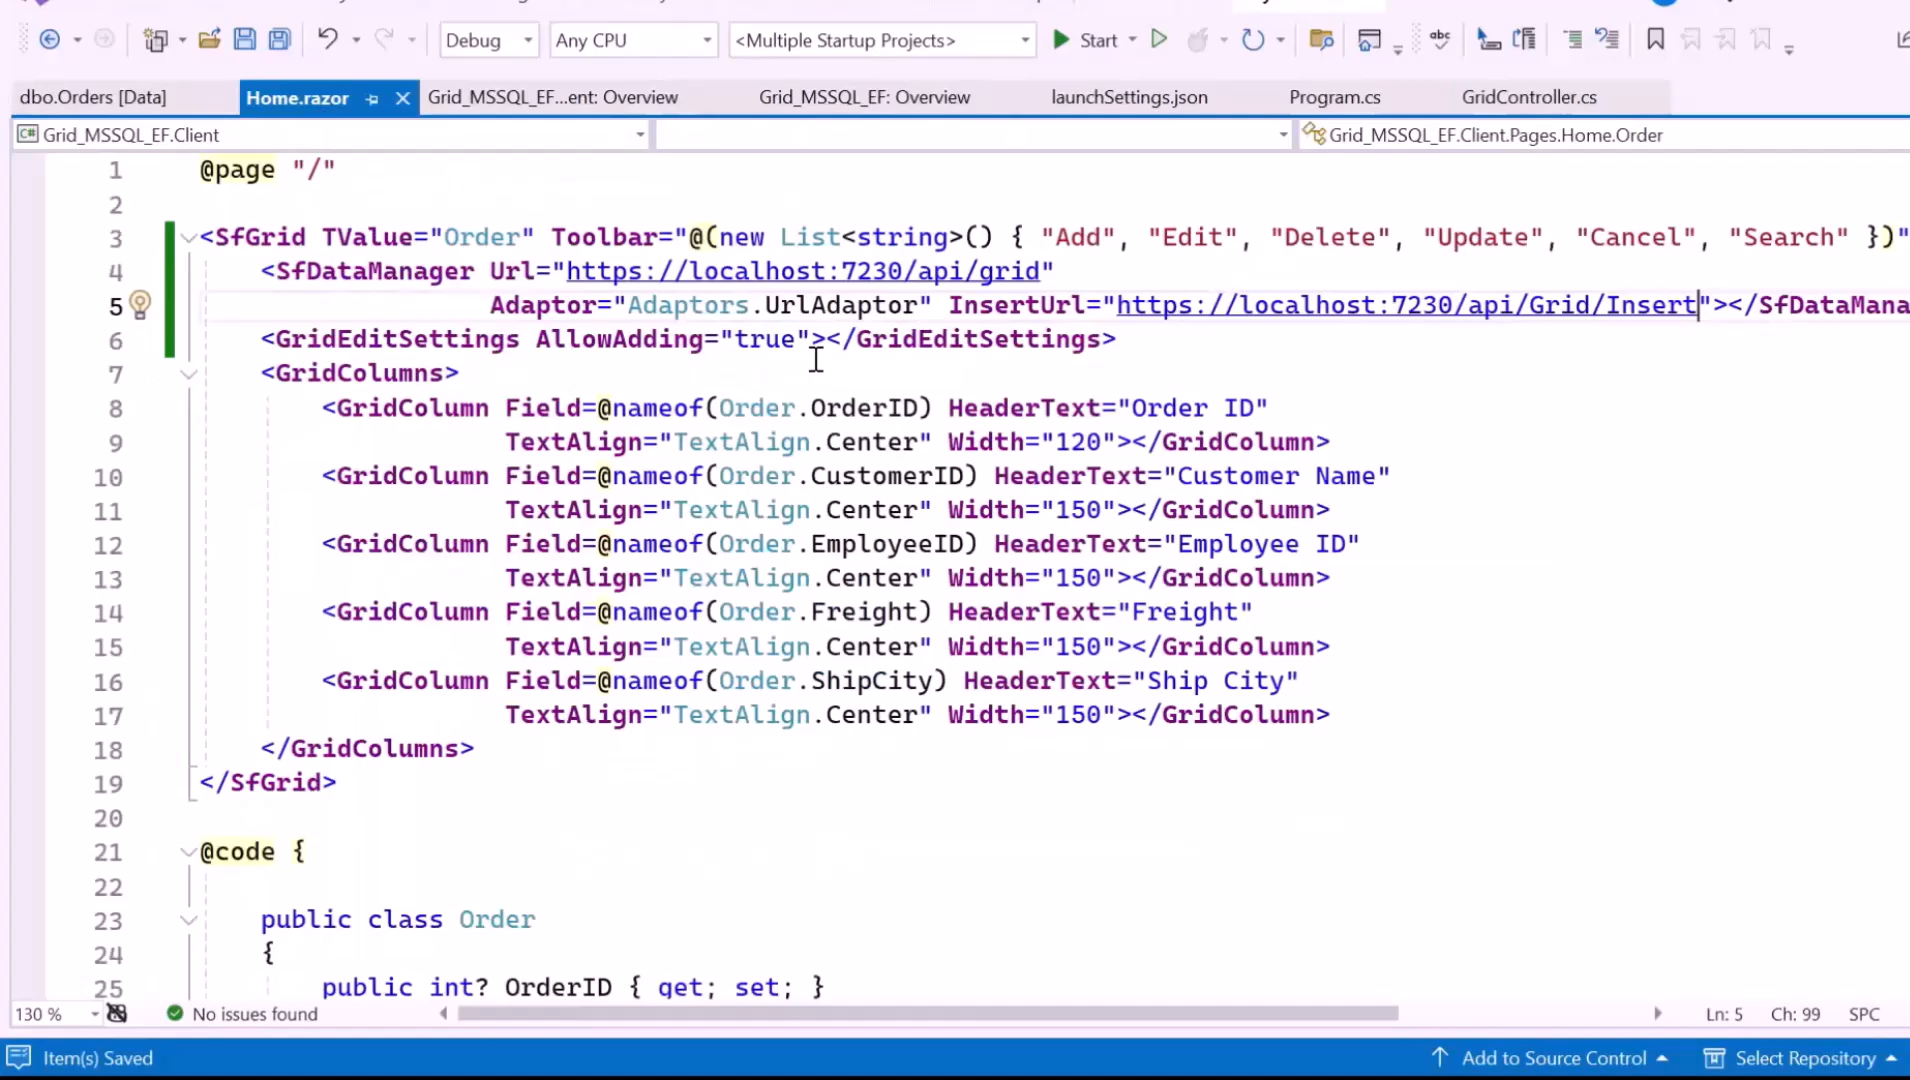 Debug Any CPU <Multiple Startup Projects> Start abc
dbo.Orders [Data] Home.razor Grid_MSSQL_EF...ent: Overview Grid_MSSQL_EF: Overview launchSettings.json Program.cs GridController.cs
C# Grid_MSSQL_EF.Client Grid_MSSQL_EF.Client.Pages.Home.Order
1 @page "/"
2
3 <SfGrid TValue="Order" Toolbar="@(new List<string>() { "Add", "Edit", "Delete", "Update", "Cancel", "Search" })"
4 <SfDataManager Url="https://localhost:7230/api/grid"
5 Adaptor="Adaptors.UrlAdaptor" InsertUrl="https://localhost:7230/api/Grid/Insert"></SfDataMana
6 <GridEditSettings AllowAdding="true"></GridEditSettings>
7 <GridColumns>
8 <GridColumn Field=@nameof(Order.OrderID) HeaderText="Order ID"
9 TextAlign="TextAlign.Center" Width="120"></GridColumn>
10 <GridColumn Field=@nameof(Order.CustomerID) HeaderText="Customer Name"
11 TextAlign="TextAlign.Center" Width="150"></GridColumn>
12 <GridColumn Field=@nameof(Order.EmployeeID) HeaderText="Employee ID"
13 TextAlign="TextAlign.Center" Width="150"></GridColumn>
14 <GridColumn Field=@nameof(Order.Freight) HeaderText="Freight"
15 TextAlign="TextAlign.Center" Width="150"></GridColumn>
16 <GridColumn Field=@nameof(Order.ShipCity) HeaderText="Ship City"
17 TextAlign="TextAlign.Center" Width="150"></GridColumn>
18 </GridColumns>
19 </SfGrid>
20
21 @code {
22
23 public class Order
24 {
25 public int? OrderID { get; set; }
130 % No issues found Ln: 5 Ch: 99 SPC
Item(s) Saved Add to Source Control Select Repository